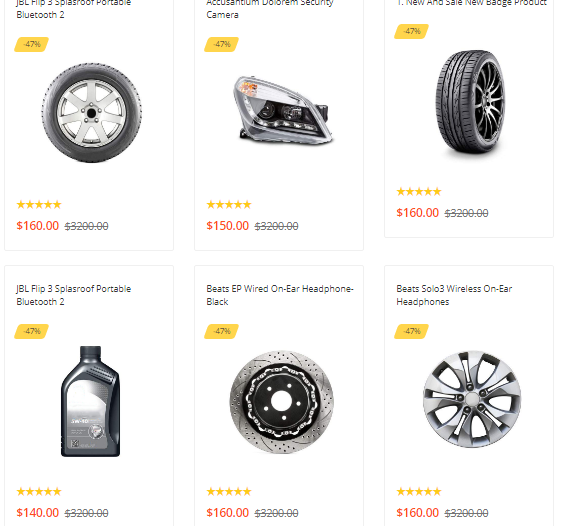 JBL Flip 3 Splasroof Portable
Bluetooth 2
-47%
$160.00 $3200.00
Accusantium Dolorem Security
Camera
-47%
$150.00 $3200.00
1. New And Sale New Badge Product
-47%
$160.00 $3200.00
JBL Flip 3 Splasroof Portable
Bluetooth 2
-47%
5W-40
$140.00 $3200.00
Beats EP Wired On-Ear Headphone-
Black
-47%
$160.00 $3200.00
Beats Solo3 Wireless On-Ear
Headphones
-47%
$160.00 $3200.00